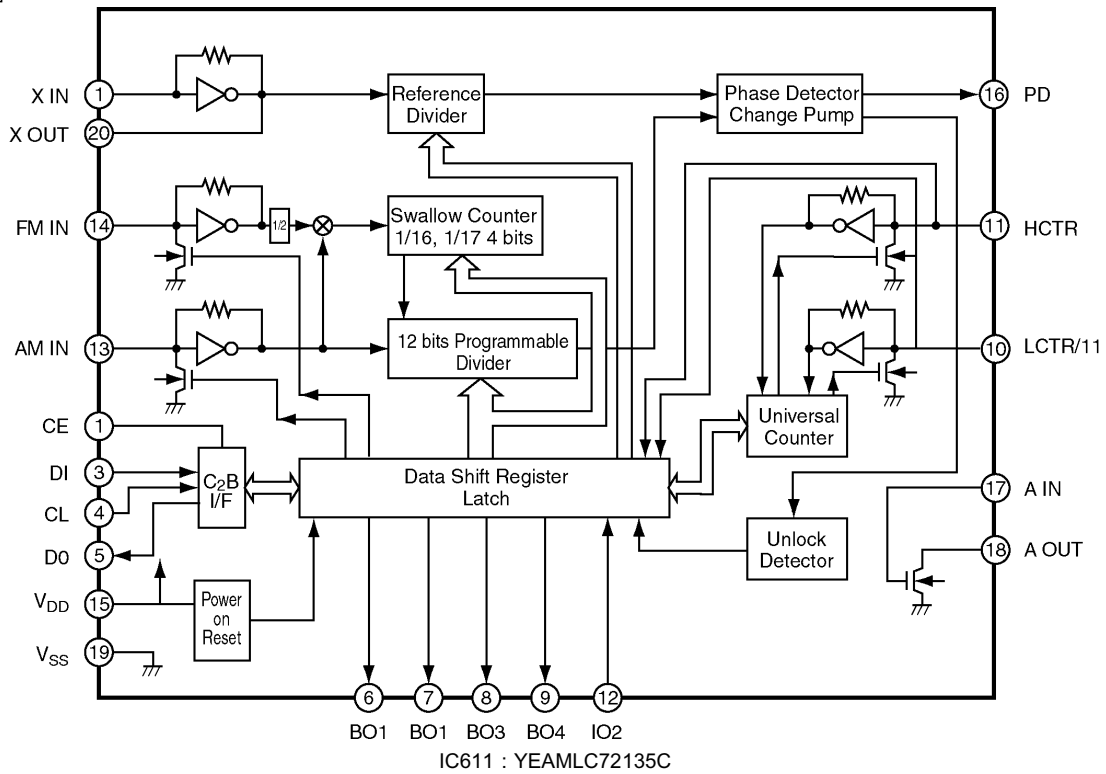 X IN
1
X OUT
20
Reference
Divider
Phase Detector
Change Pump
16
PD
FM IN
14
1/2
Swallow Counter
1/16, 1/17 4 bits
11
HCTR
AM IN
13
12 bits Programmable
Divider
10
LCTR/11
CE
1
Universal
Counter
DI
3
C2B
I/F
CL
4
Data Shift Register
Latch
17
A IN
D0
5
Unlock
Detector
18
A OUT
VDD
15
Power
on
Reset
VSS
19
6
7
8
9
12
BO1
BO1
BO3
BO4
IO2
IC611 : YEAMLC72135C